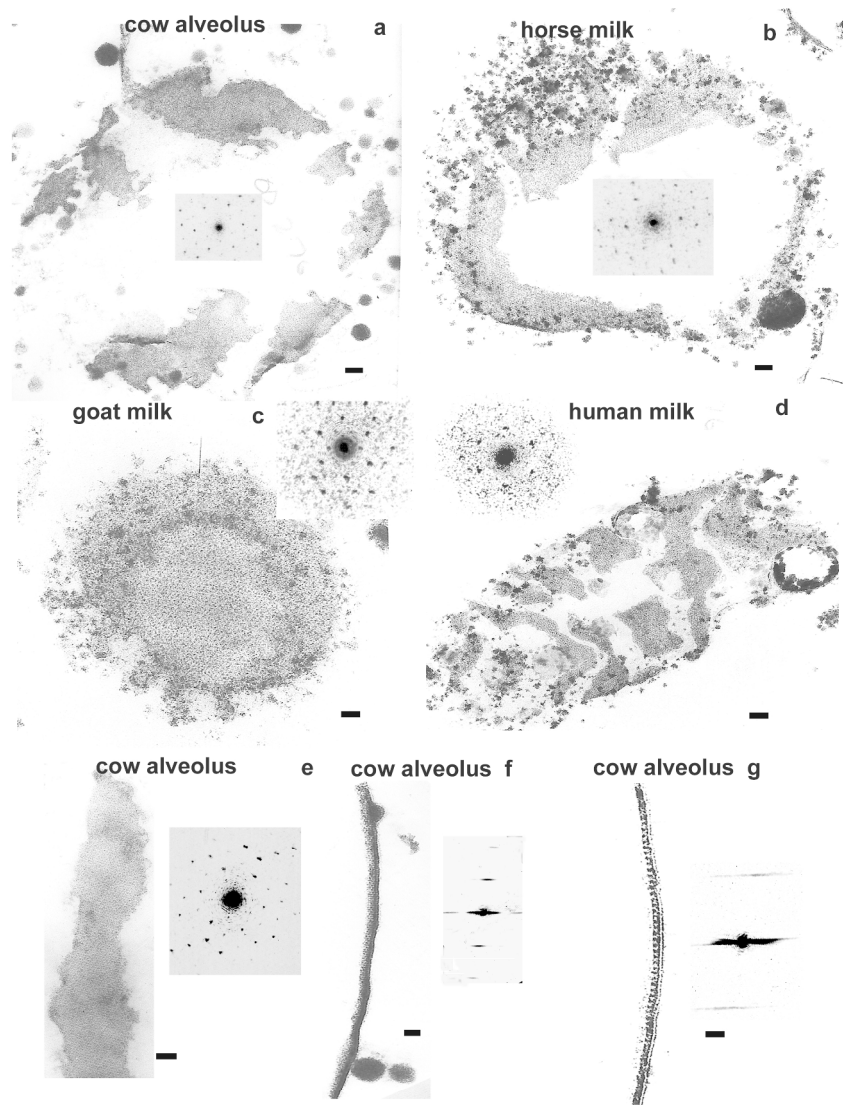 cow alveolus a
horse milk b
goat milk c
human milk d
cow alveolus e
cow alveolus f
cow alveolus g